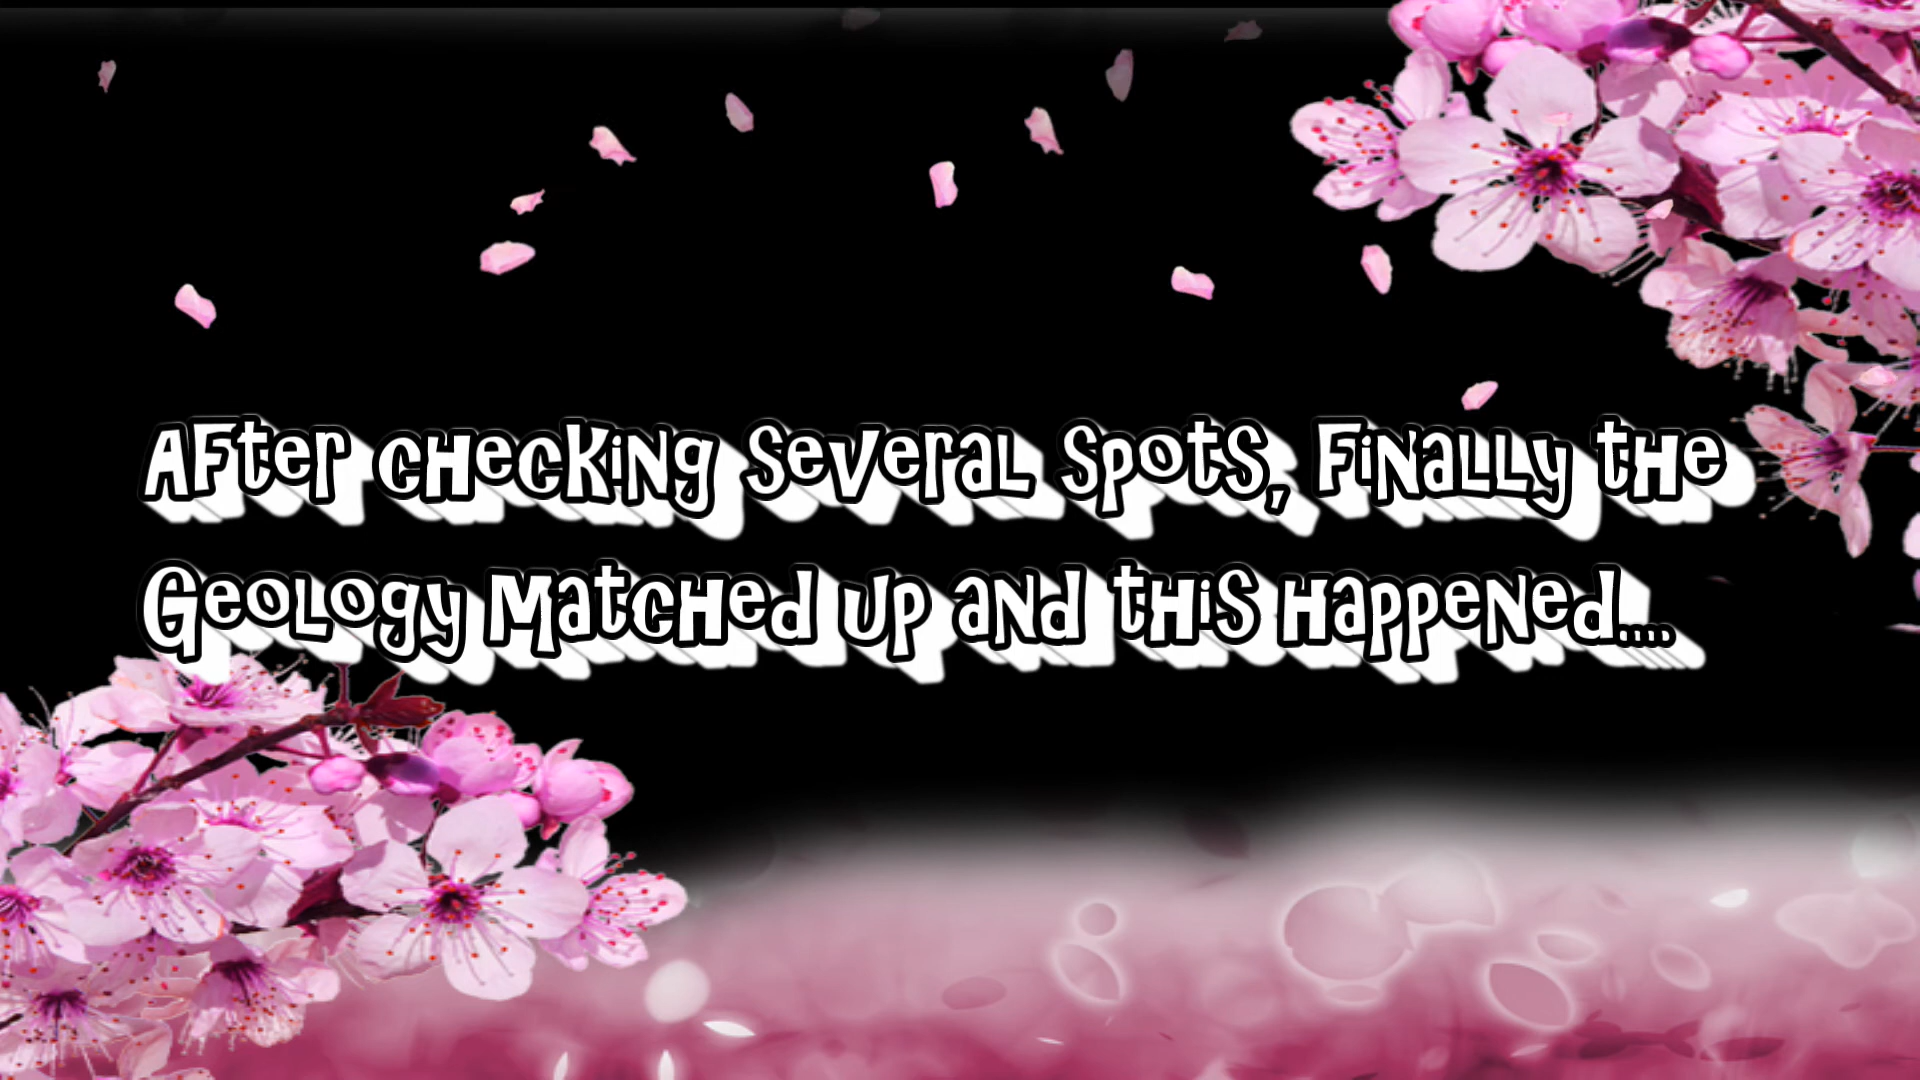 After checking several spots, Finally the
Geology Matched up and this Happened....